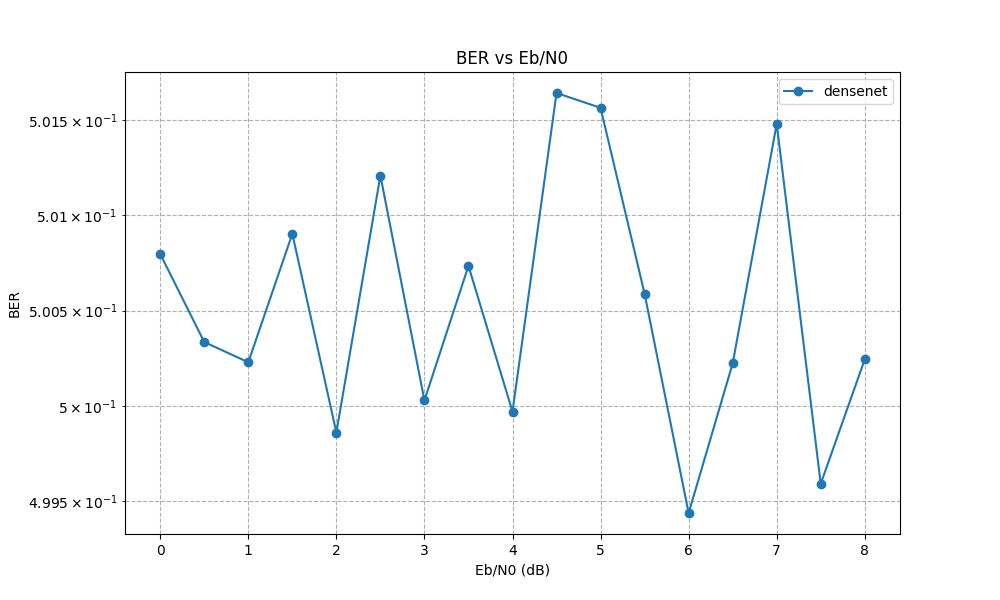 BER vs Eb/N0
densenet
BER
5.015 × 10⁻¹
5.01 × 10⁻¹
5.005 × 10⁻¹
5 × 10⁻¹
4.995 × 10⁻¹
0 1 2 3 4 5 6 7 8
Eb/N0 (dB)